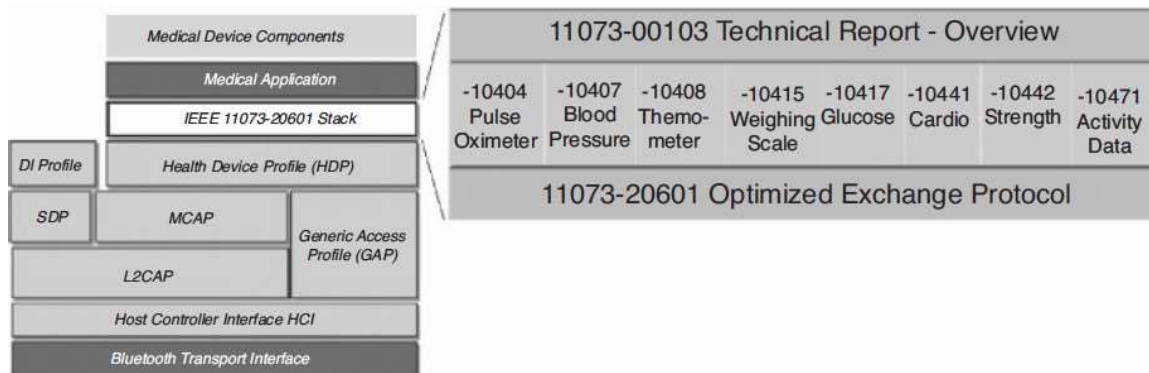 Medical Device Components
Medical Application
IEEE 11073-20601 Stack
DI Profile
Health Device Profile (HDP)
SDP
MCAP
Generic Access
Profile (GAP)
L2CAP
Host Controller Interface HCI
Bluetooth Transport Interface
11073-00103 Technical Report - Overview
-10404
Pulse
Oximeter
-10407
Blood
Pressure
-10408
Themo-
meter
-10415
Weighing
Scale
-10417
Glucose
-10441
Cardio
-10442
Strength
-10471
Activity
Data
11073-20601 Optimized Exchange Protocol